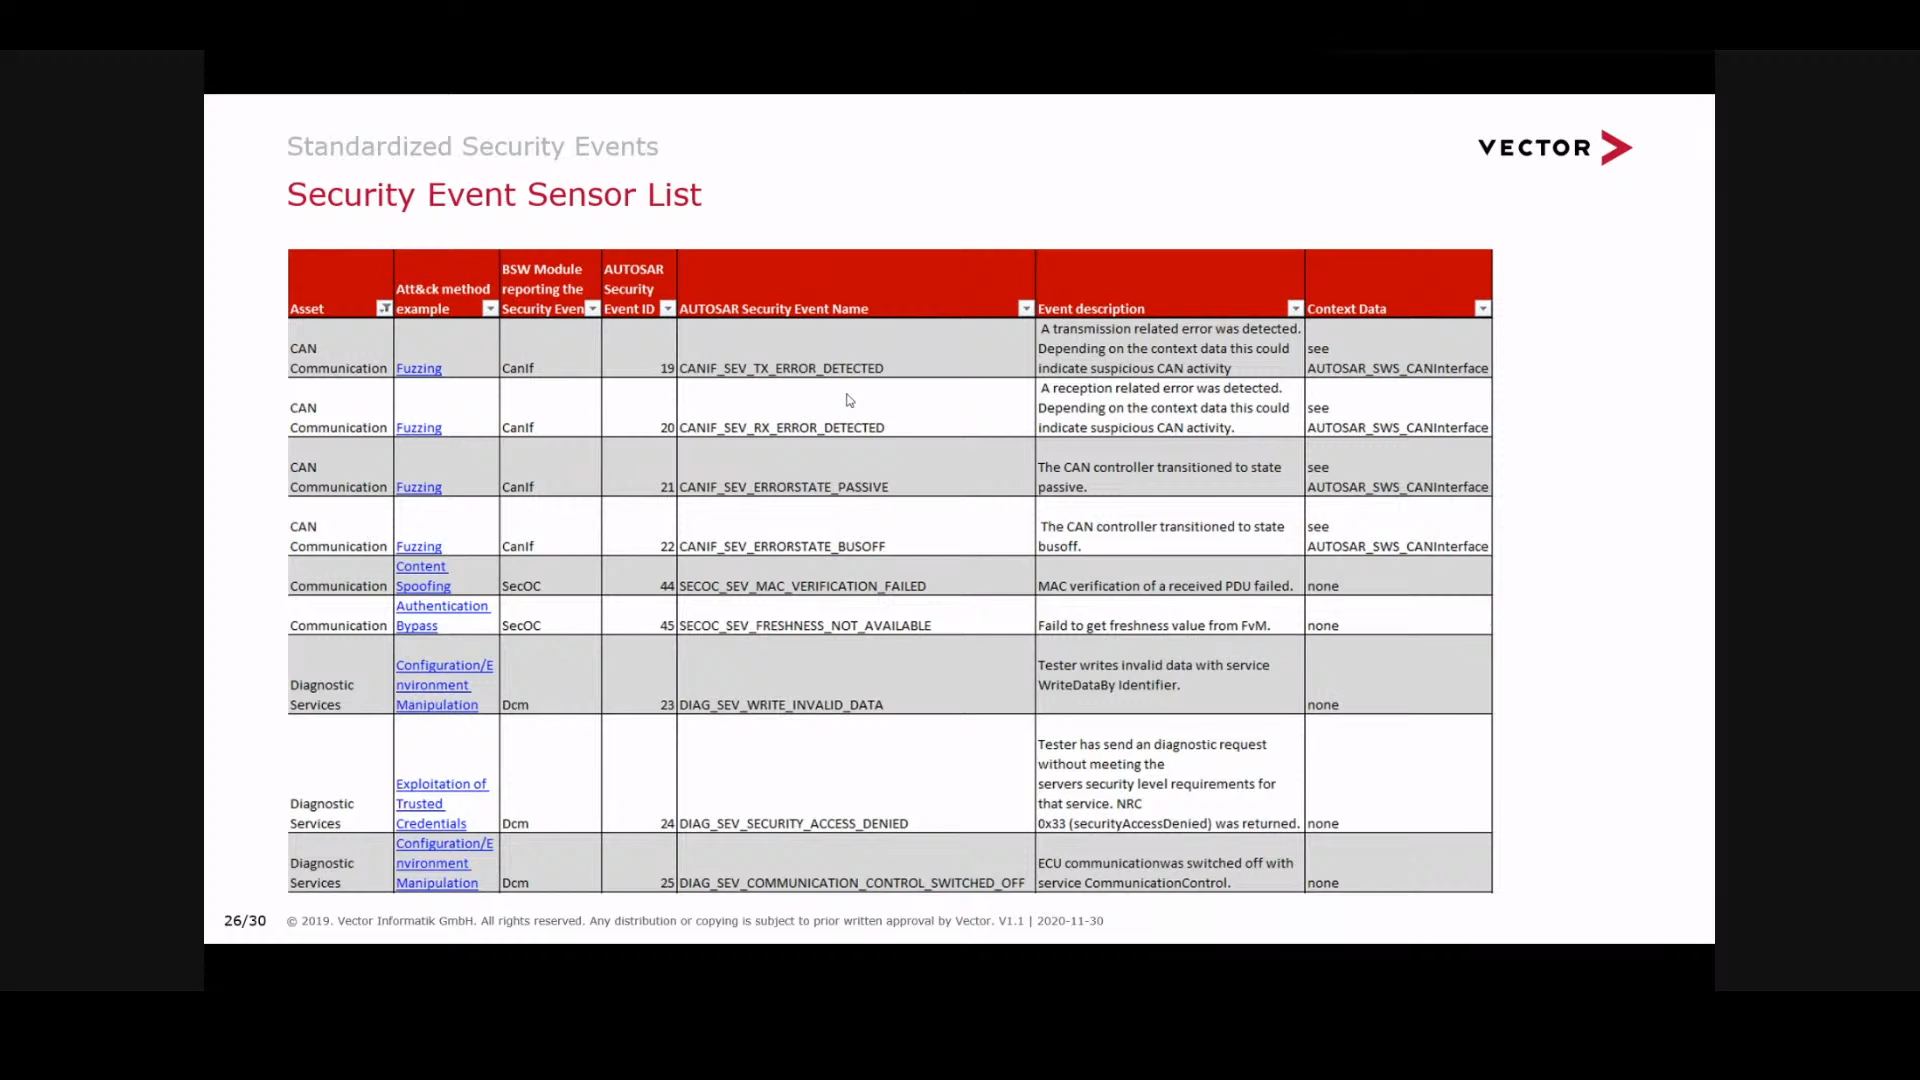 Standardized Security Events
VECTOR
Security Event Sensor List
Asset
Att&ck method
example
BSW Module
reporting the
Security Even
AUTOSAR
Security
Event ID
AUTOSAR Security Event Name
Event description
Context Data
CAN
Communication
Fuzzing
CanIf
19
CANIF_SEV_TX_ERROR_DETECTED
A transmission related error was detected.
Depending on the context data this could
indicate suspicious CAN activity
see
AUTOSAR_SWS_CANInterface
CAN
Communication
Fuzzing
CanIf
20
CANIF_SEV_RX_ERROR_DETECTED
A reception related error was detected.
Depending on the context data this could
indicate suspicious CAN activity.
see
AUTOSAR_SWS_CANInterface
CAN
Communication
Fuzzing
CanIf
21
CANIF_SEV_ERRORSTATE_PASSIVE
The CAN controller transitioned to state
passive.
see
AUTOSAR_SWS_CANInterface
CAN
Communication
Fuzzing
CanIf
22
CANIF_SEV_ERRORSTATE_BUSOFF
The CAN controller transitioned to state
busoff.
see
AUTOSAR_SWS_CANInterface
Communication
Content
Spoofing
SecOC
44
SECOC_SEV_MAC_VERIFICATION_FAILED
MAC verification of a received PDU failed.
none
Communication
Authentication
Bypass
SecOC
45
SECOC_SEV_FRESHNESS_NOT_AVAILABLE
Faild to get freshness value from FvM.
none
Diagnostic
Services
Configuration/E
nvironment
Manipulation
Dcm
23
DIAG_SEV_WRITE_INVALID_DATA
Tester writes invalid data with service
WriteDataBy Identifier.
none
Diagnostic
Services
Exploitation of
Trusted
Credentials
Dcm
24
DIAG_SEV_SECURITY_ACCESS_DENIED
Tester has send an diagnostic request
without meeting the
servers security level requirements for
that service. NRC
0x33 (securityAccessDenied) was returned.
none
Diagnostic
Services
Configuration/E
nvironment
Manipulation
Dcm
25
DIAG_SEV_COMMUNICATION_CONTROL_SWITCHED_OFF
ECU communicationwas switched off with
service CommunicationControl.
none
26/30
© 2019. Vector Informatik GmbH. All rights reserved. Any distribution or copying is subject to prior written approval by Vector. V1.1 | 2020-11-30